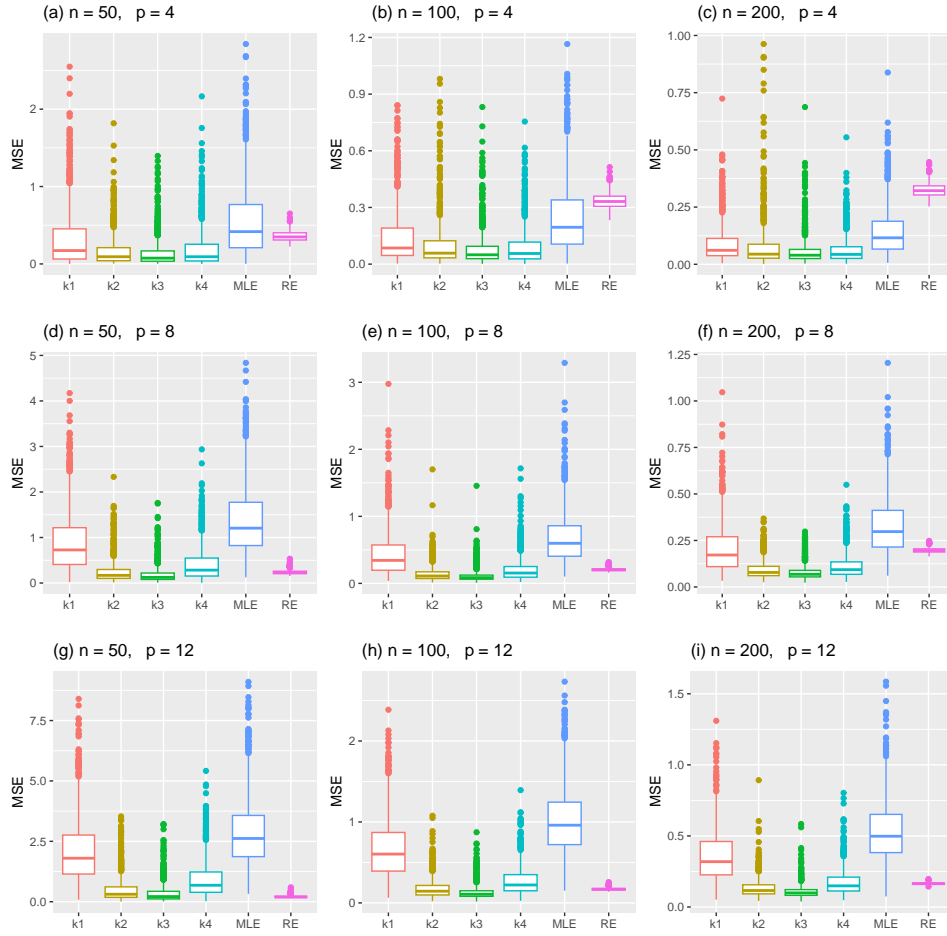 (a) n = 50,   p = 4
(b) n = 100,   p = 4
(c) n = 200,   p = 4
MSE
2
1
0
k1 k2 k3 k4 MLE RE
MSE
1.2
0.9
0.6
0.3
0.0
k1 k2 k3 k4 MLE RE
MSE
1.00
0.75
0.50
0.25
0.00
k1 k2 k3 k4 MLE RE
(d) n = 50,   p = 8
(e) n = 100,   p = 8
(f) n = 200,   p = 8
MSE
5
4
3
2
1
0
k1 k2 k3 k4 MLE RE
MSE
3
2
1
0
k1 k2 k3 k4 MLE RE
MSE
1.25
1.00
0.75
0.50
0.25
0.00
k1 k2 k3 k4 MLE RE
(g) n = 50,   p = 12
(h) n = 100,   p = 12
(i) n = 200,   p = 12
MSE
7.5
5.0
2.5
0.0
k1 k2 k3 k4 MLE RE
MSE
2
1
0
k1 k2 k3 k4 MLE RE
MSE
1.5
1.0
0.5
0.0
k1 k2 k3 k4 MLE RE